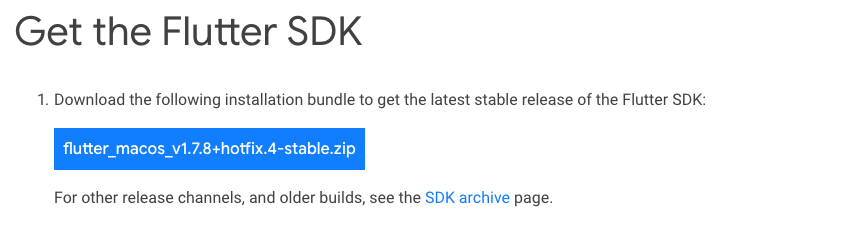 Get the Flutter SDK
1. Download the following installation bundle to get the latest stable release of the Flutter SDK:
flutter_macos_v1.7.8+hotfix.4-stable.zip
For other release channels, and older builds, see the SDK archive page.